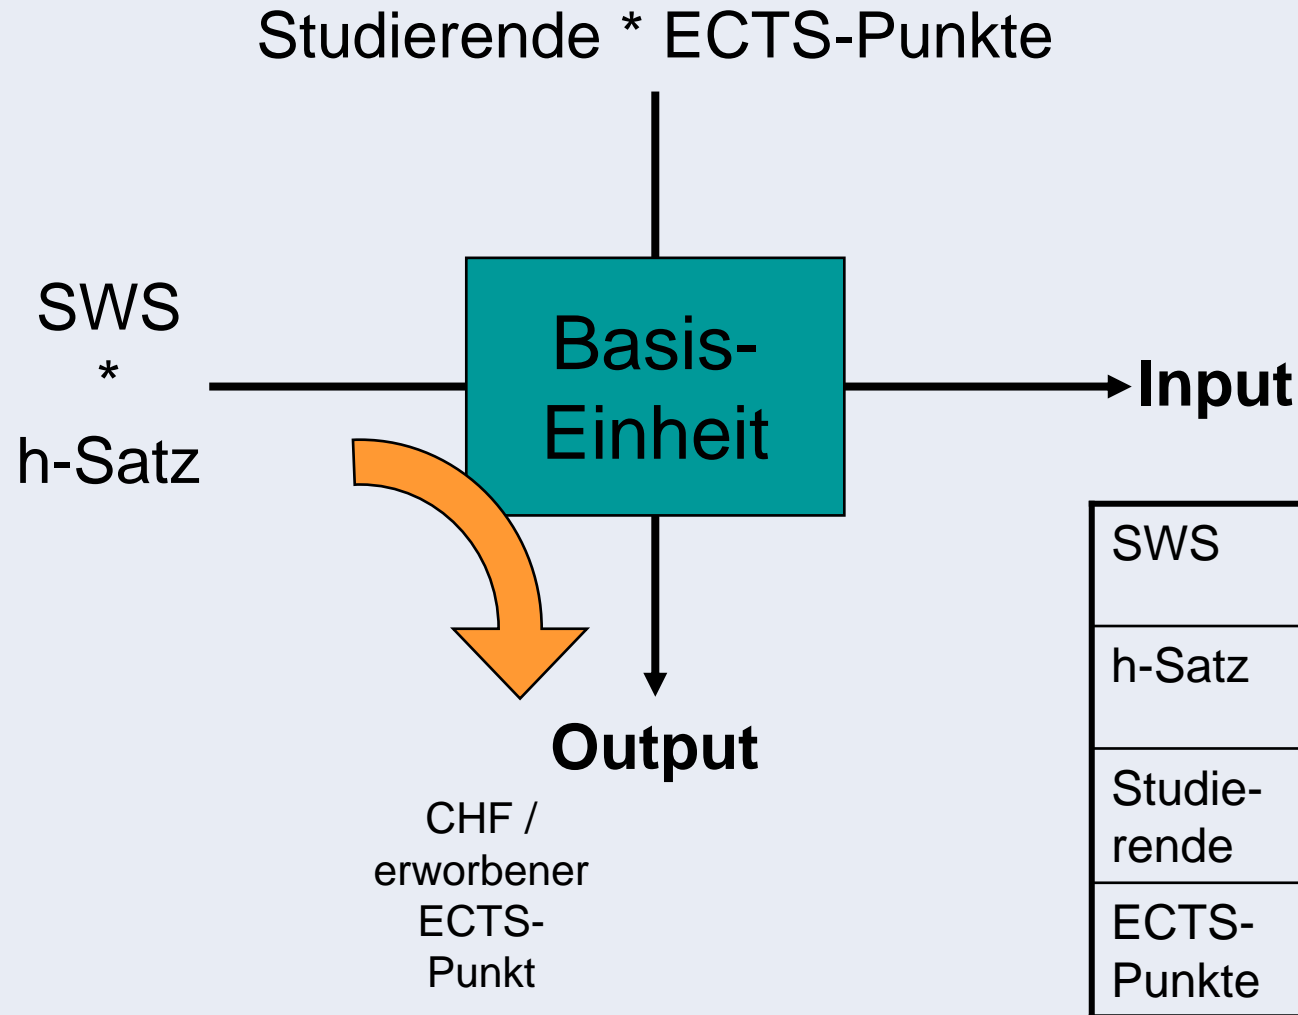 Studierende * ECTS-Punkte
SWS
*
h-Satz
Basis-
Einheit
Input
Output
CHF /
erworbener
ECTS-
Punkt
SWS
h-Satz
Studie-
rende
ECTS-
Punkte